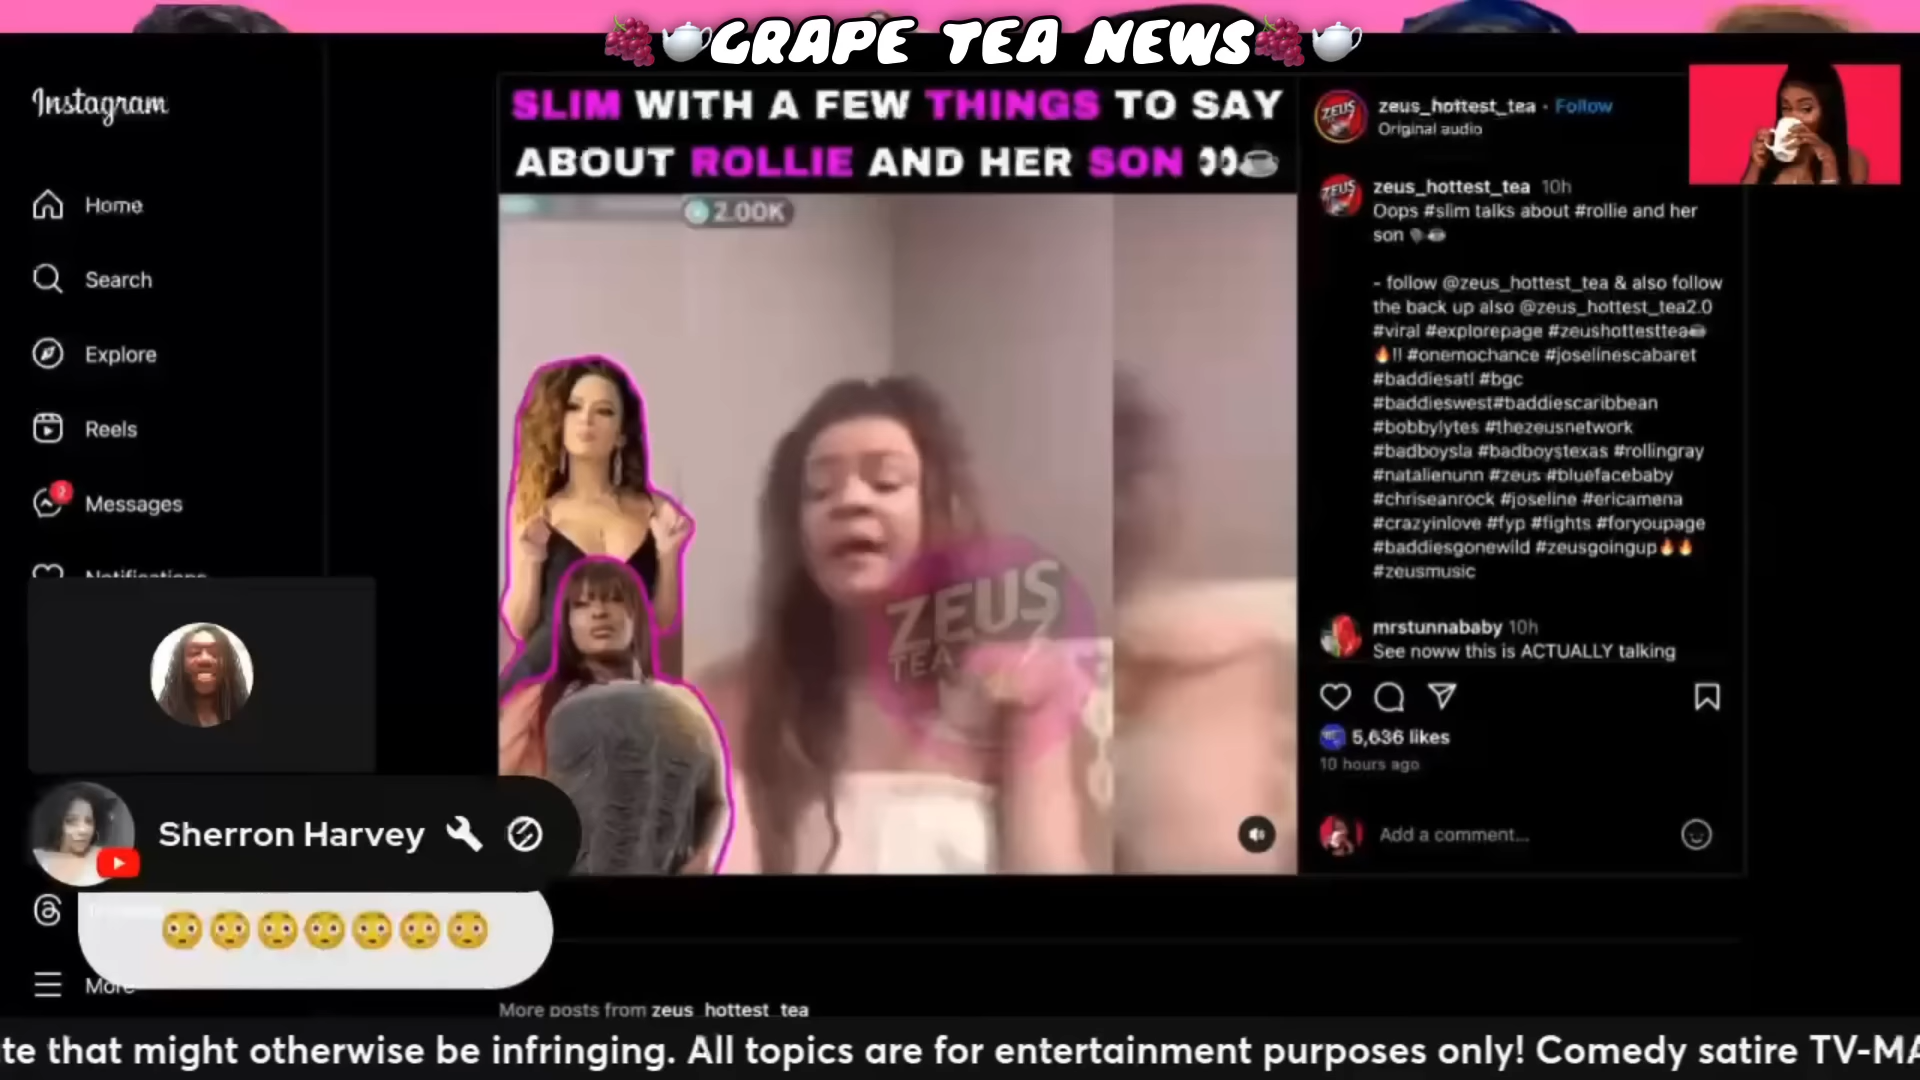 GRAPE TEA NEWS
Instagram
Home
Search
Explore
Reels
2
Messages
Notifications
More
SLIM WITH A FEW THINGS TO SAY
ABOUT ROLLIE AND HER SON
2.00K
ZEUS
TEA
ZEUS
zeus_hottest_tea · Follow
Original audio
ZEUS
zeus_hottest_tea 10h
Oops #slim talks about #rollie and her
son
- follow @zeus_hottest_tea & also follow
the back up also @zeus_hottest_tea2.0
#viral #explorepage #zeushottesttea☕
🔥!! #onemochance #joselinescabaret
#baddiesatl #bgc
#baddieswest#baddiescaribbean
#bobbylytes #thezeusnetwork
#badboysla #badboystexas #rollingray
#natalienunn #zeus #bluefacebaby
#chriseanrock #joseline #ericamena
#crazyinlove #fyp #fights #foryoupage
#baddiesgonewild #zeusgoingup🔥🔥
#zeusmusic
mrstunnababy 10h
See noww this is ACTUALLY talking
5,636 likes
10 hours ago
Add a comment...
Sherron Harvey
😳😳😳😳😳😳😳
More posts from zeus_hottest_tea
te that might otherwise be infringing. All topics are for entertainment purposes only! Comedy satire TV-MA